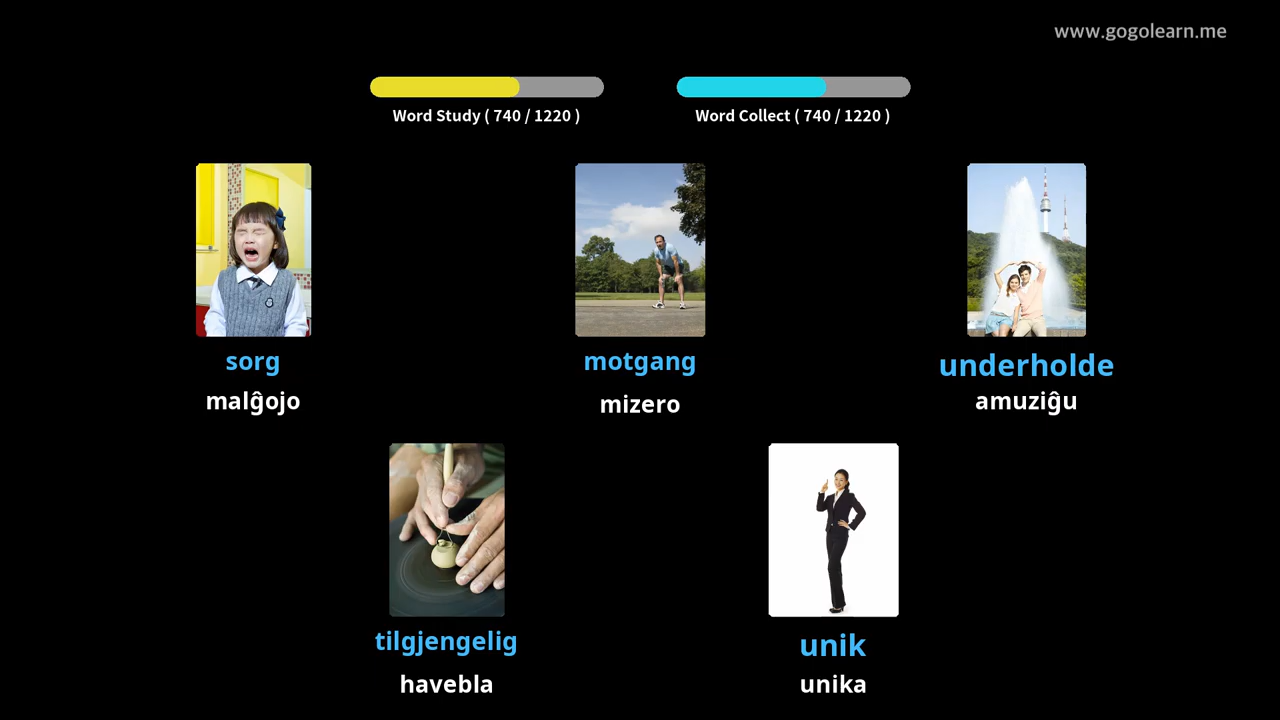 www.gogolearn.me
Word Study ( 740 / 1220 )
Word Collect ( 740 / 1220 )
sorg
malĝojo
motgang
mizero
underholde
amuziĝu
tilgjengelig
havebla
unik
unika